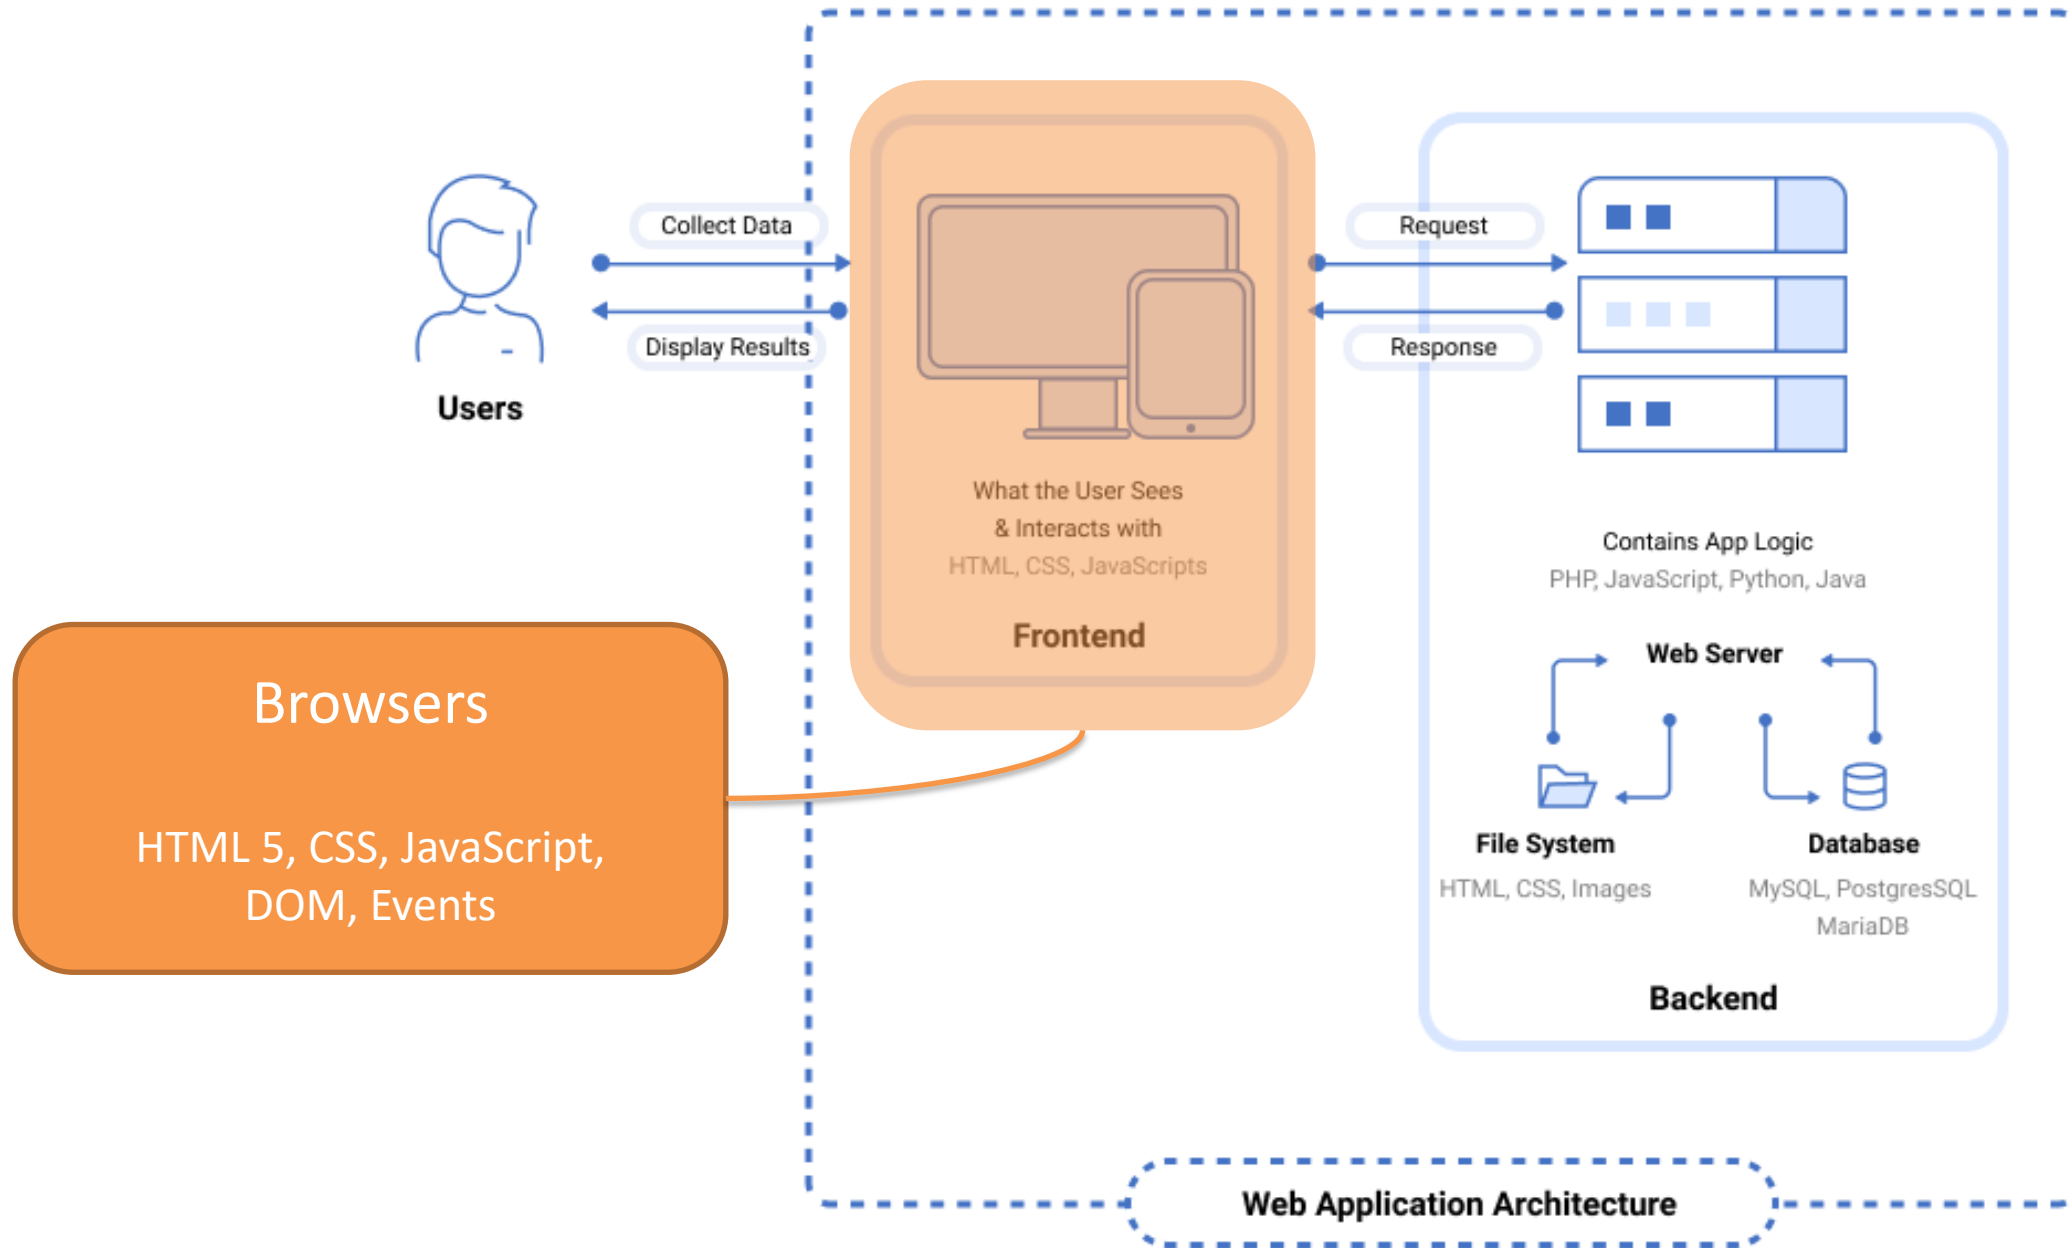 Collect Data
Display Results
Users
What the User Sees
& Interacts with
HTML, CSS, JavaScripts
Frontend
Request
Response
Contains App Logic
PHP, JavaScript, Python, Java
Web Server
File System
HTML, CSS, Images
Database
MySQL, PostgresSQL
MariaDB
Backend
Browsers
HTML 5, CSS, JavaScript,
DOM, Events
Web Application Architecture